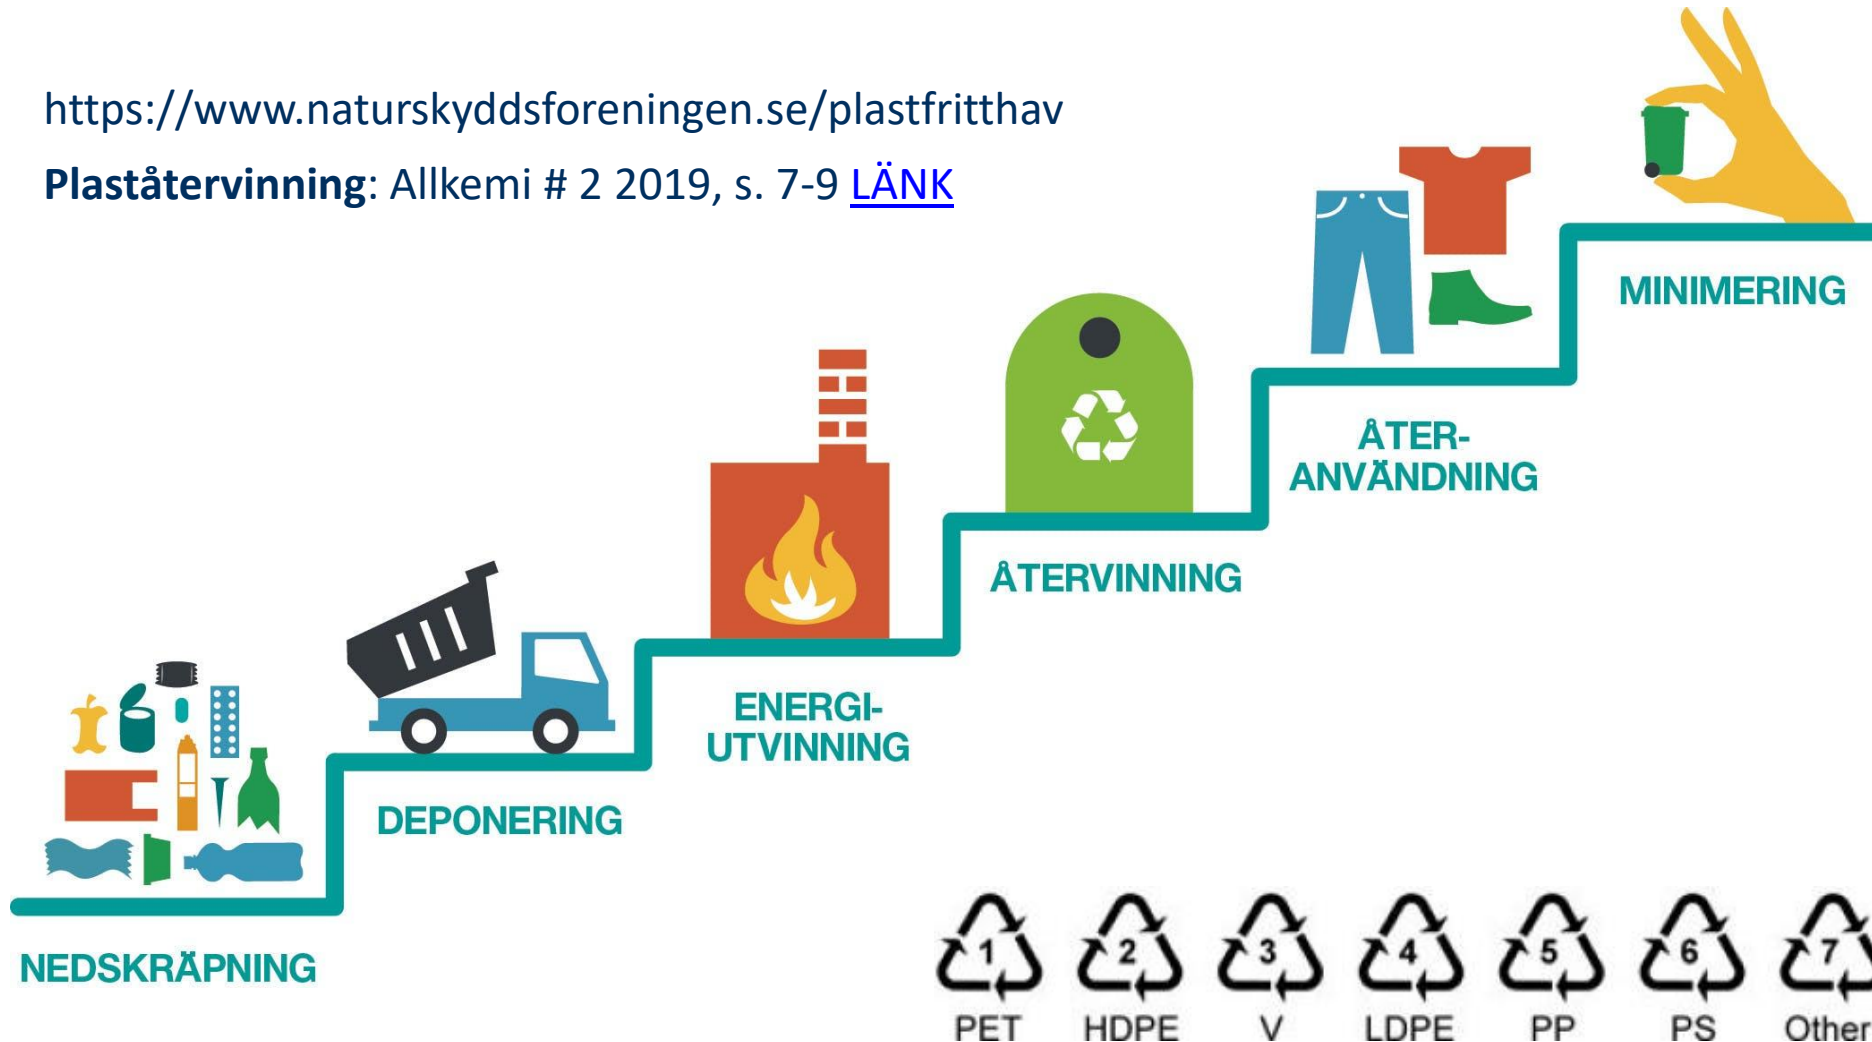 https://www.naturskyddsforeningen.se/plastfritthav
Plaståtervinning: Allkemi # 2 2019, s. 7-9 LÄNK
MINIMERING
ÅTER-
ANVÄNDNING
ÅTERVINNING
ENERGI-
UTVINNING
DEPONERING
NEDSKRÄPNING
1 2 3 4 5 6 7
PET HDPE V LDPE PP PS Other